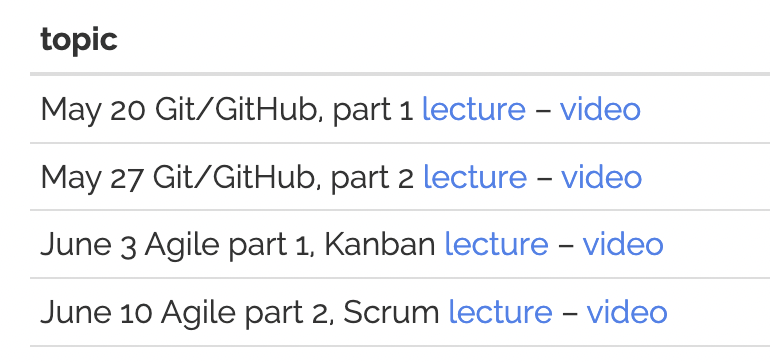 topic
May 20 Git/GitHub, part 1 lecture – video
May 27 Git/GitHub, part 2 lecture – video
June 3 Agile part 1, Kanban lecture – video
June 10 Agile part 2, Scrum lecture – video